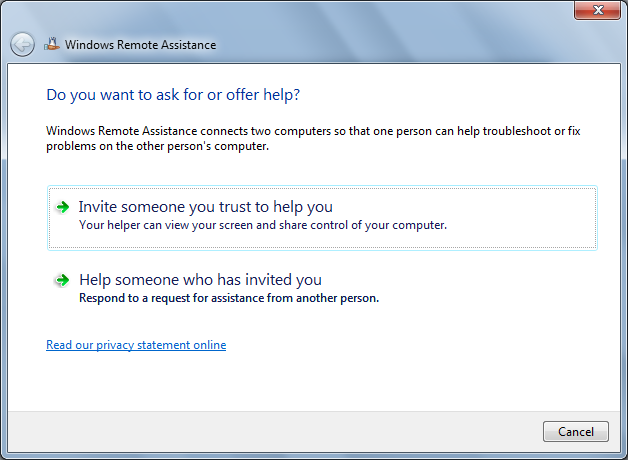 Windows Remote Assistance
Do you want to ask for or offer help?
Windows Remote Assistance connects two computers so that one person can help troubleshoot or fix
problems on the other person's computer.
Invite someone you trust to help you
Your helper can view your screen and share control of your computer.
Help someone who has invited you
Respond to a request for assistance from another person.
Read our privacy statement online
Cancel